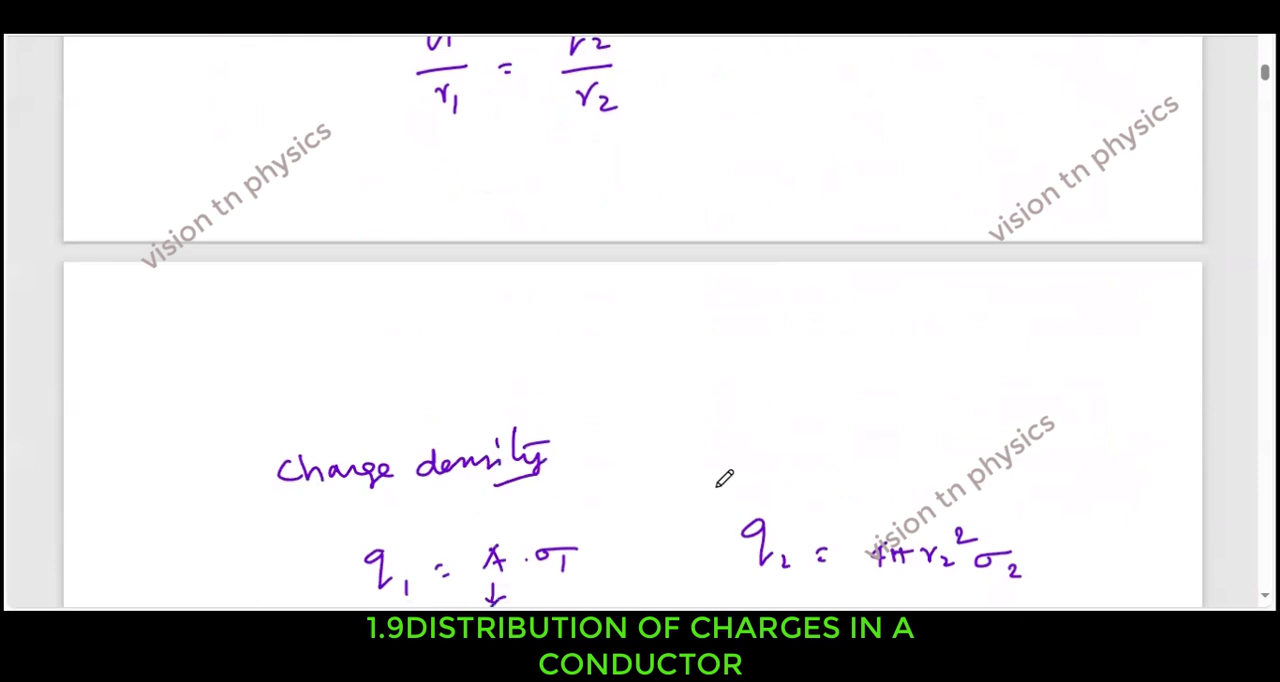 r₁ = r₂
vision tn physics
vision tn physics
Charge density
vision tn physics
q₁ = A · σ₁
q₂ = 4π r₂² σ₂
↓
1.9DISTRIBUTION OF CHARGES IN A
CONDUCTOR